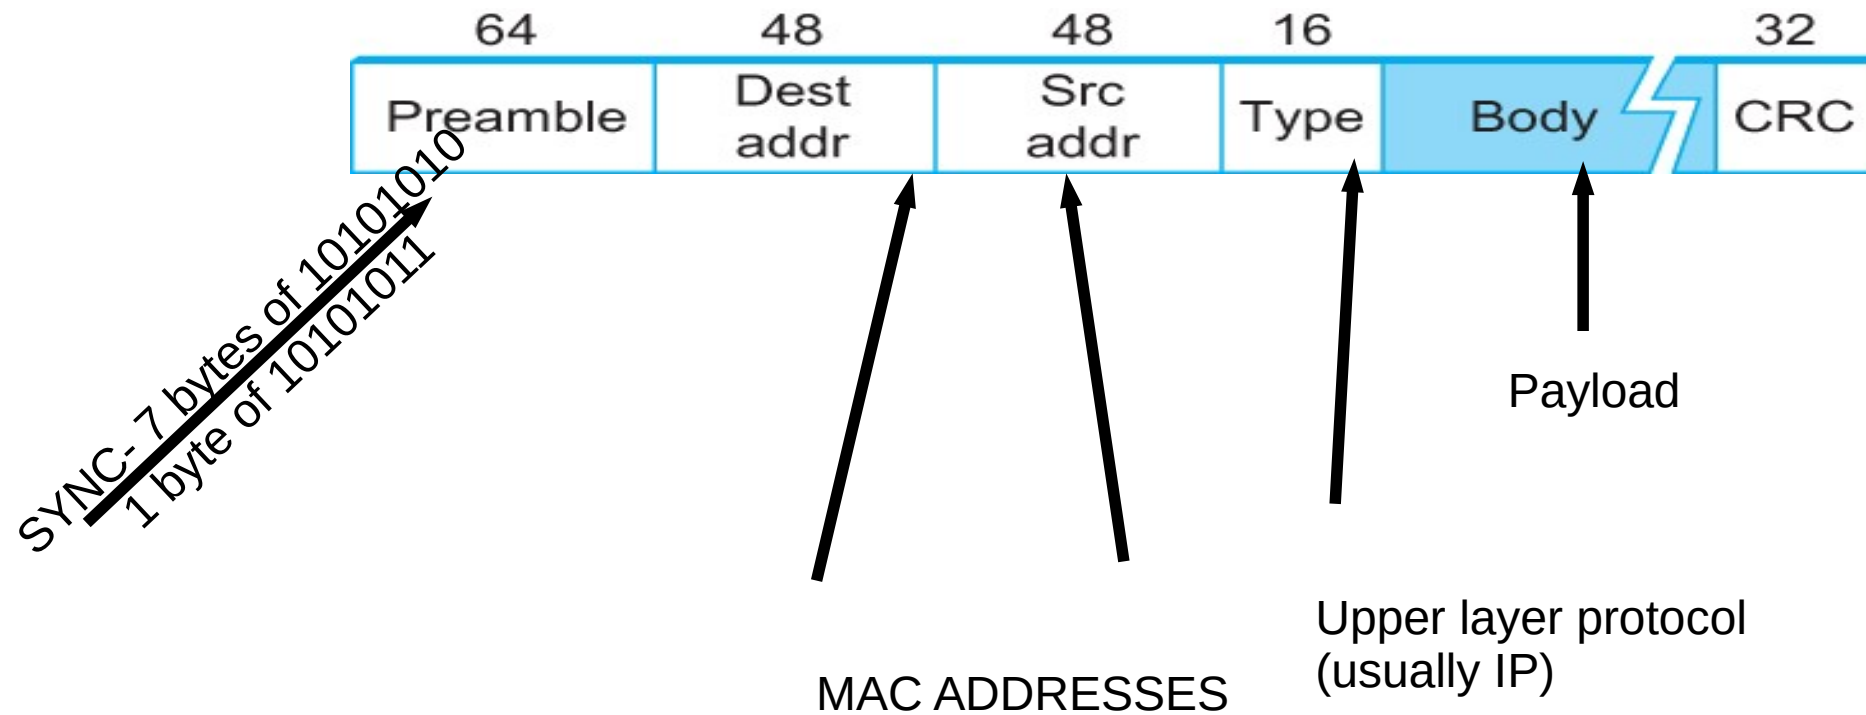 64 48 48 16 32
Preamble
Dest
addr
Src
addr
Type
Body
CRC
SYNC- 7 bytes of 10101010
1 byte of 10101011
Payload
Upper layer protocol
(usually IP)
MAC ADDRESSES